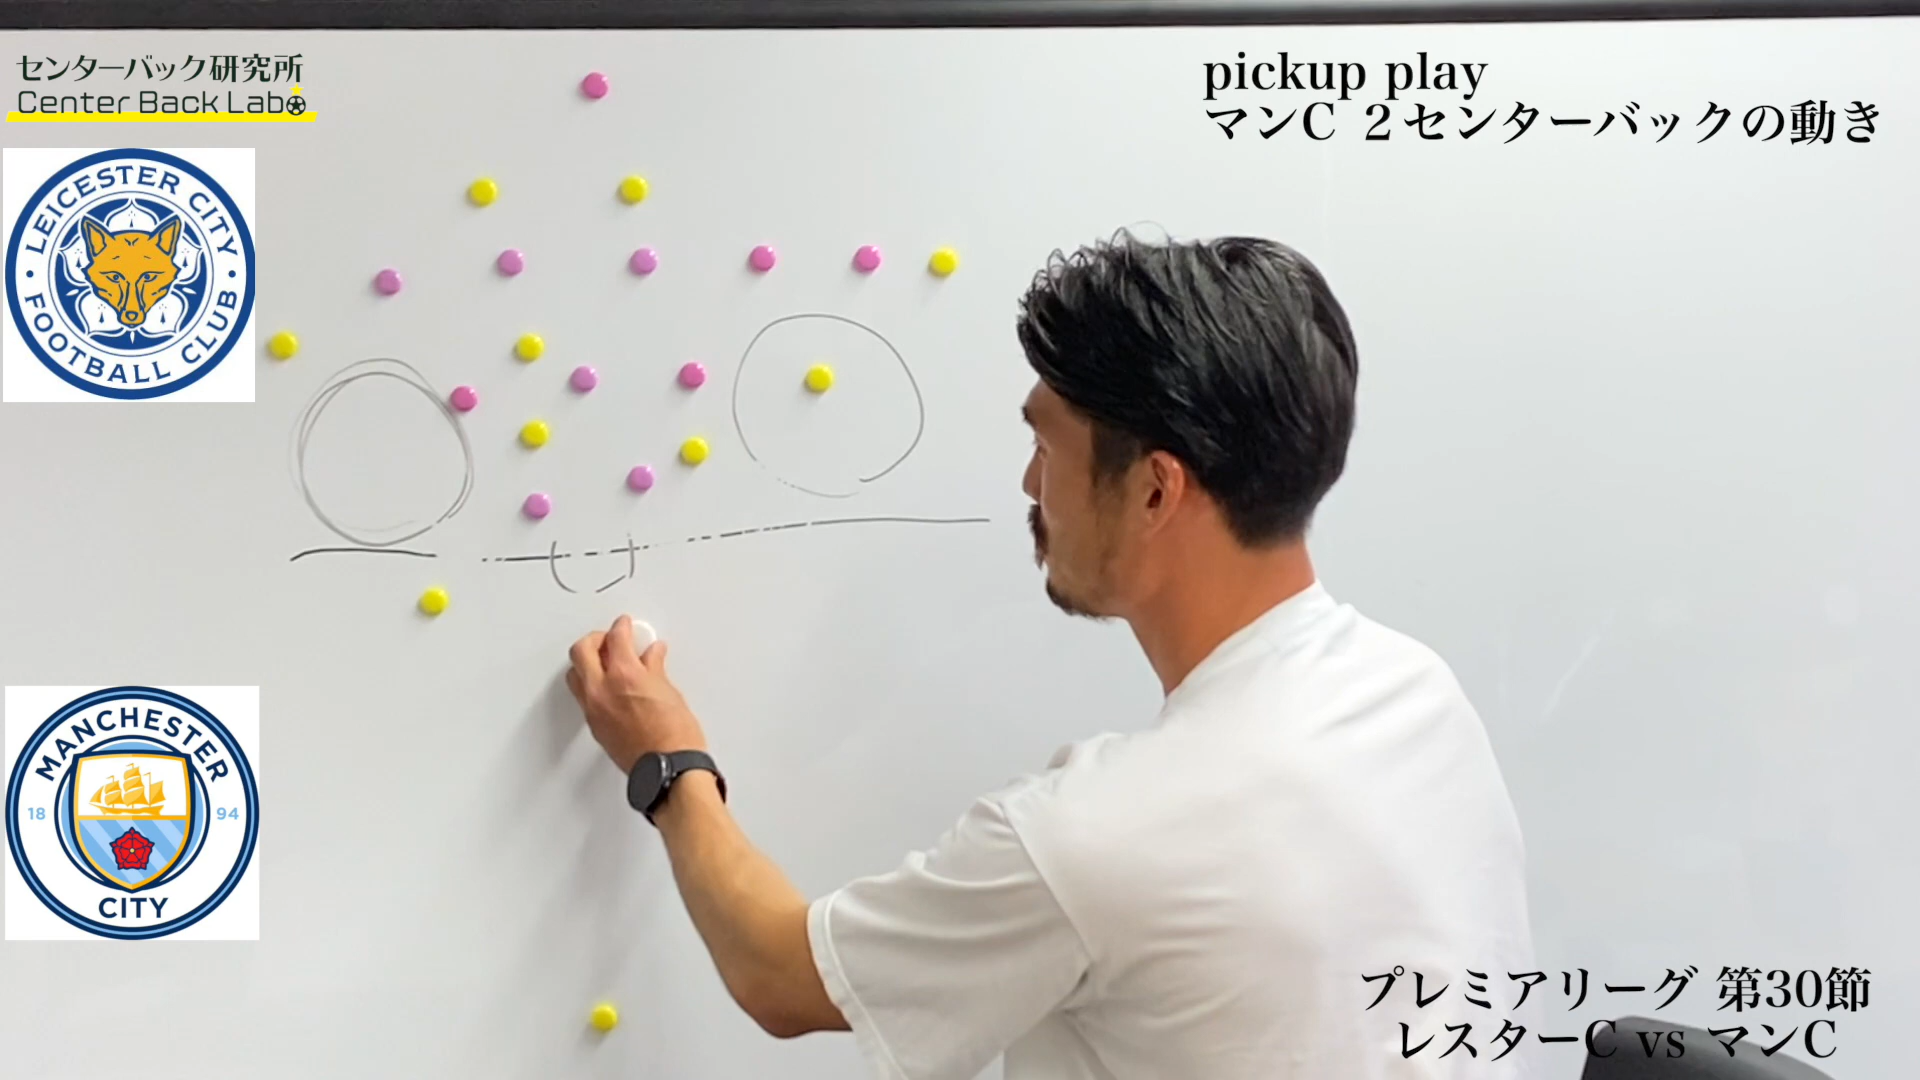 センターバック研究所
Center Back Labo
pickup play
マンC ２センターバックの動き
LEICESTER CITY
FOOTBALL CLUB
MANCHESTER
18 94
CITY
プレミアリーグ 第30節
レスターC vs マンC